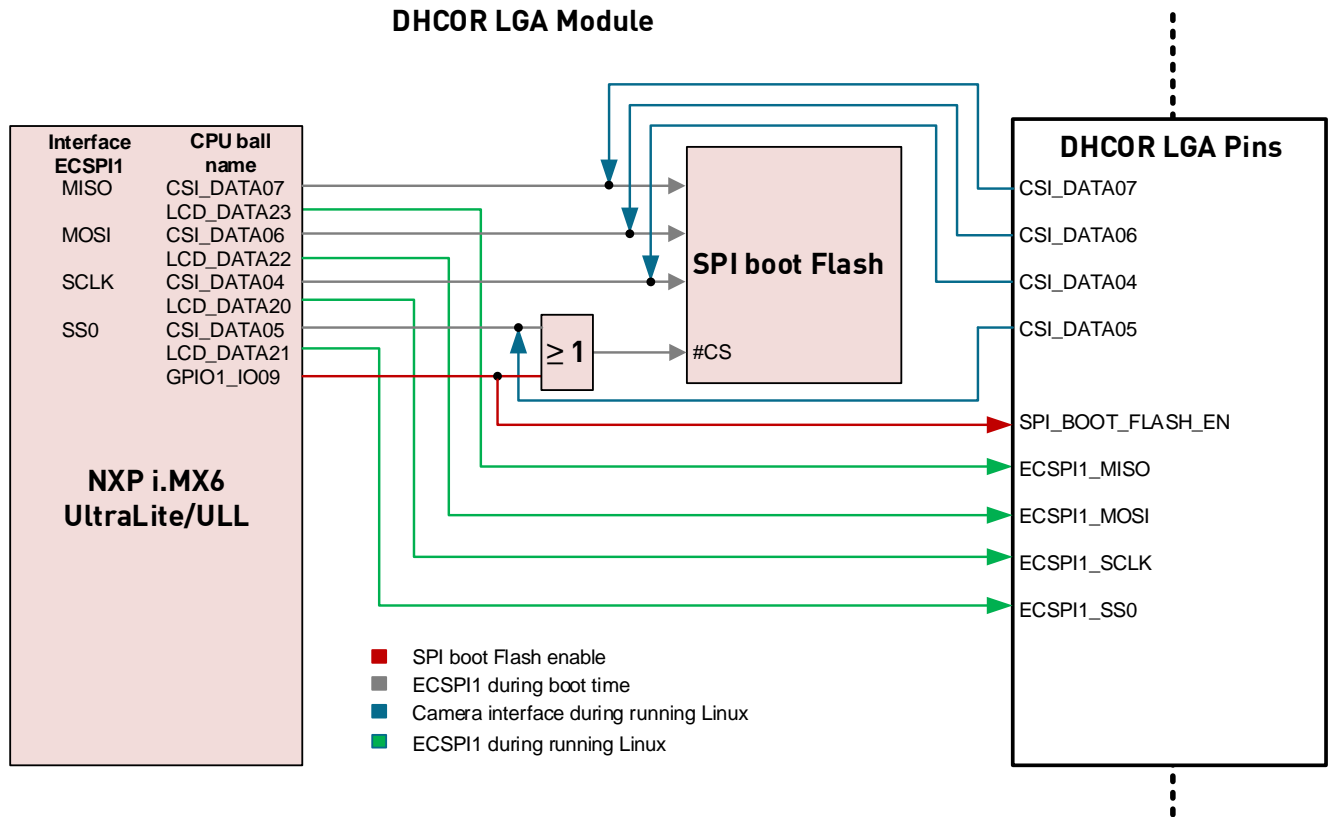 DHCOR LGA Module
Interface
ECSPI1
CPU ball
name
MISO CSI_DATA07
LCD_DATA23
MOSI CSI_DATA06
LCD_DATA22
SCLK CSI_DATA04
LCD_DATA20
SS0 CSI_DATA05
LCD_DATA21
GPIO1_IO09
NXP i.MX6
UltraLite/ULL
≥ 1
SPI boot Flash
#CS
DHCOR LGA Pins
CSI_DATA07
CSI_DATA06
CSI_DATA04
CSI_DATA05
SPI_BOOT_FLASH_EN
ECSPI1_MISO
ECSPI1_MOSI
ECSPI1_SCLK
ECSPI1_SS0
SPI boot Flash enable
ECSPI1 during boot time
Camera interface during running Linux
ECSPI1 during running Linux